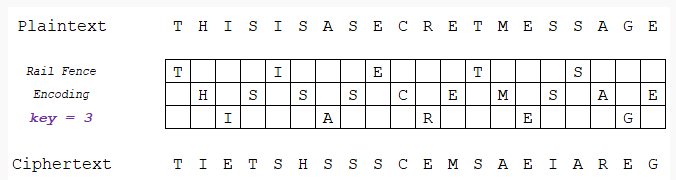 Plaintext T H I S I S A S E C R E T M E S S A G E
Rail Fence T I E T S
Encoding H S S S C E M S A E
key = 3 I A R E G
Ciphertext T I E T S H S S S C E M S A E I A R E G